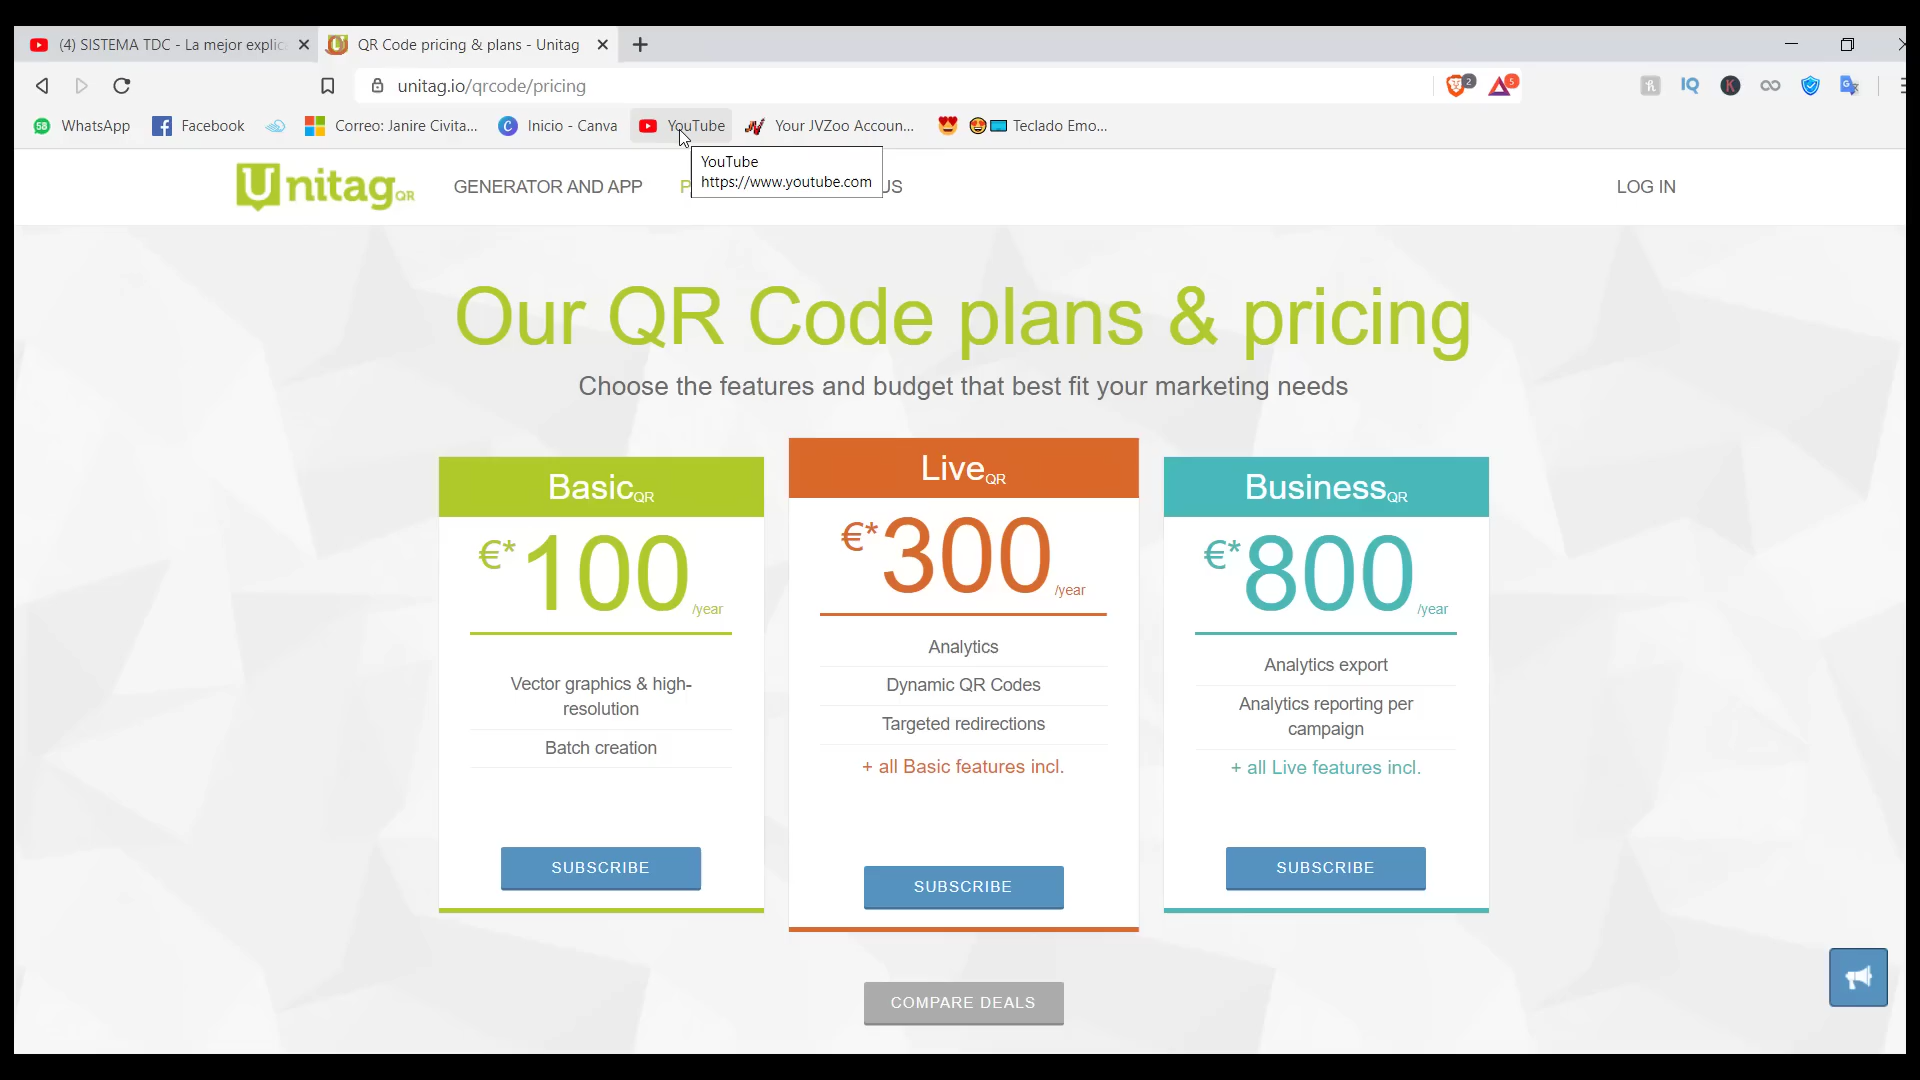 (4) SISTEMA TDC - La mejor explic
QR Code pricing & plans - Unitag
unitag.io/qrcode/pricing
2
5
WhatsApp
Facebook
Correo: Janire Civita...
Inicio - Canva
YouTube
Your JVZoo Accoun...
Teclado Emo...
YouTube
https://www.youtube.com
Unitag QR
GENERATOR AND APP
US
LOG IN
Our QR Code plans & pricing
Choose the features and budget that best fit your marketing needs
BasicQR
€*100/year
Vector graphics & high-
resolution
Batch creation
SUBSCRIBE
LiveQR
€*300/year
Analytics
Dynamic QR Codes
Targeted redirections
+ all Basic features incl.
SUBSCRIBE
BusinessQR
€*800/year
Analytics export
Analytics reporting per
campaign
+ all Live features incl.
SUBSCRIBE
COMPARE DEALS